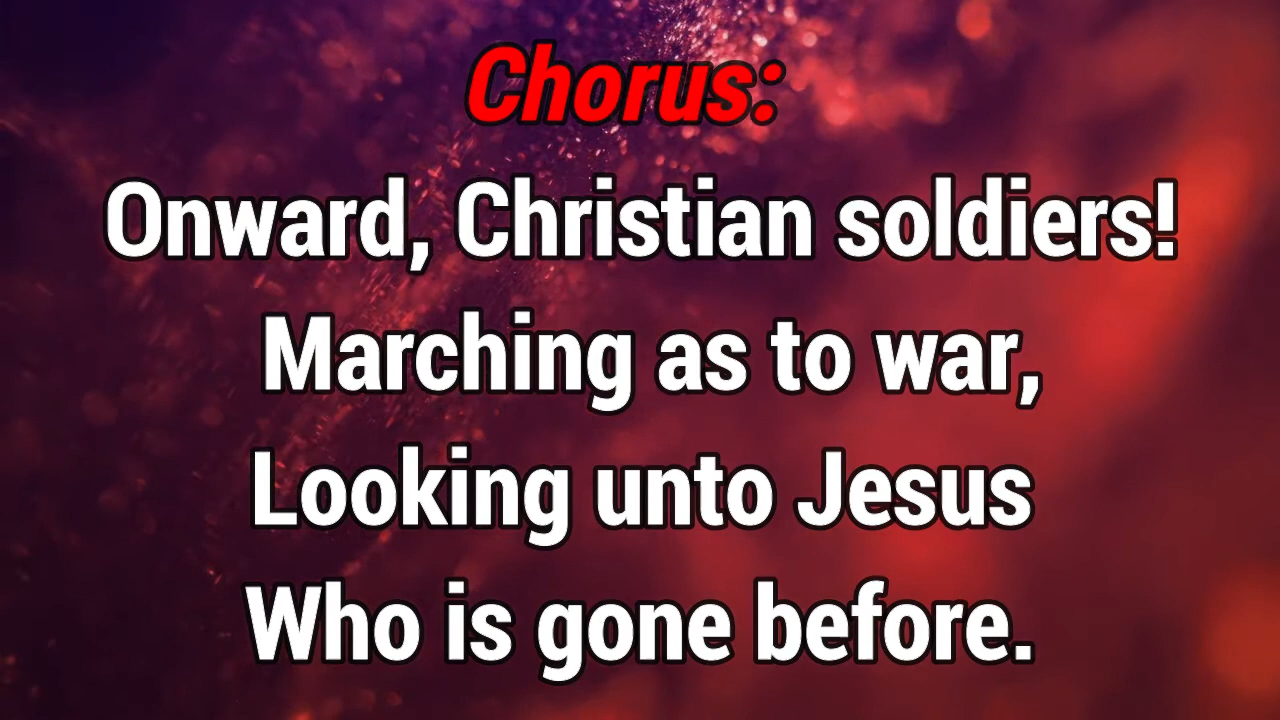 Chorus:
Onward, Christian soldiers!
Marching as to war,
Looking unto Jesus
Who is gone before.